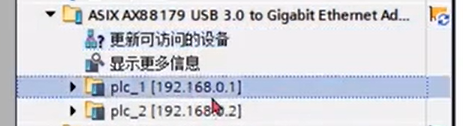 ASIX AX88179 USB 3.0 to Gigabit Ethernet Ad...
更新可访问的设备
显示更多信息
plc_1 [192.168.0.1]
plc_2 [192.168.0.2]